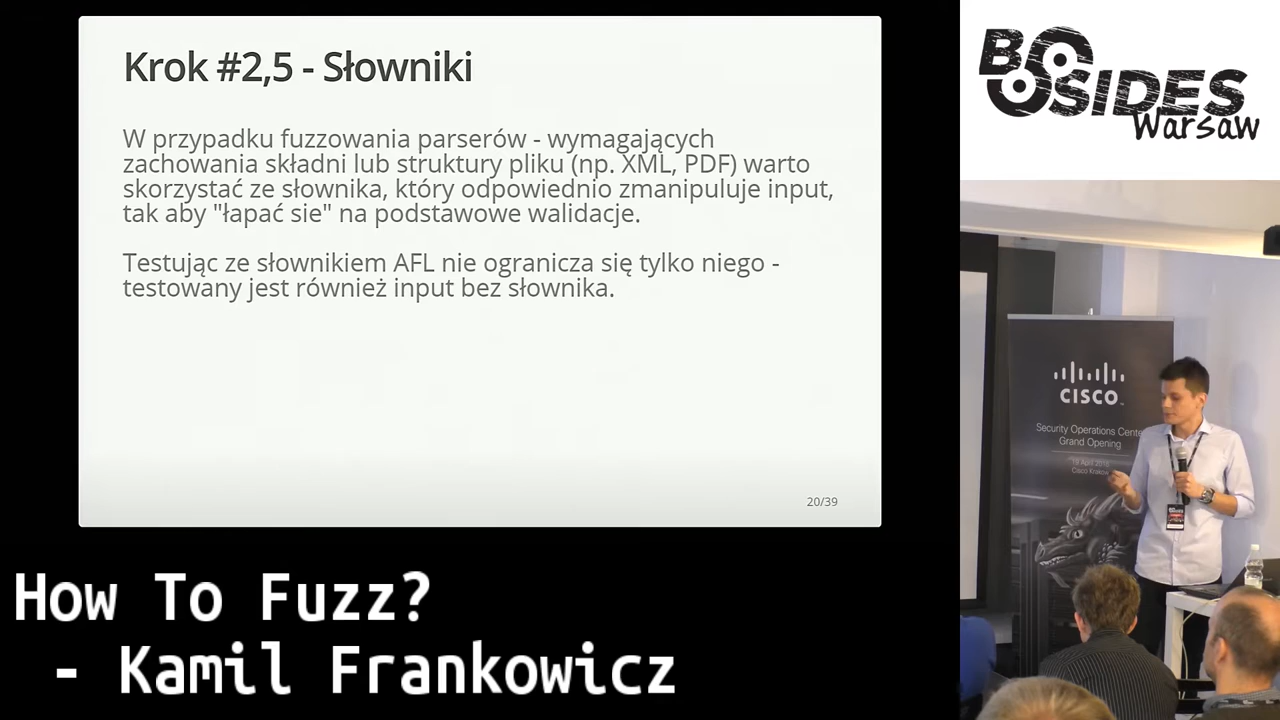 Krok #2,5 - Słowniki
W przypadku fuzzowania parserów - wymagających
zachowania składni lub struktury pliku (np. XML, PDF) warto
skorzystać ze słownika, który odpowiednio zmanipuluje input,
tak aby "łapać sie" na podstawowe walidacje.
Testując ze słownikiem AFL nie ogranicza się tylko niego -
testowany jest również input bez słownika.
20/39
How To Fuzz?
- Kamil Frankowicz
BSIDES
Warsaw
CISCO
Security Operations Cente
Grand Opening
Cisco Krakow